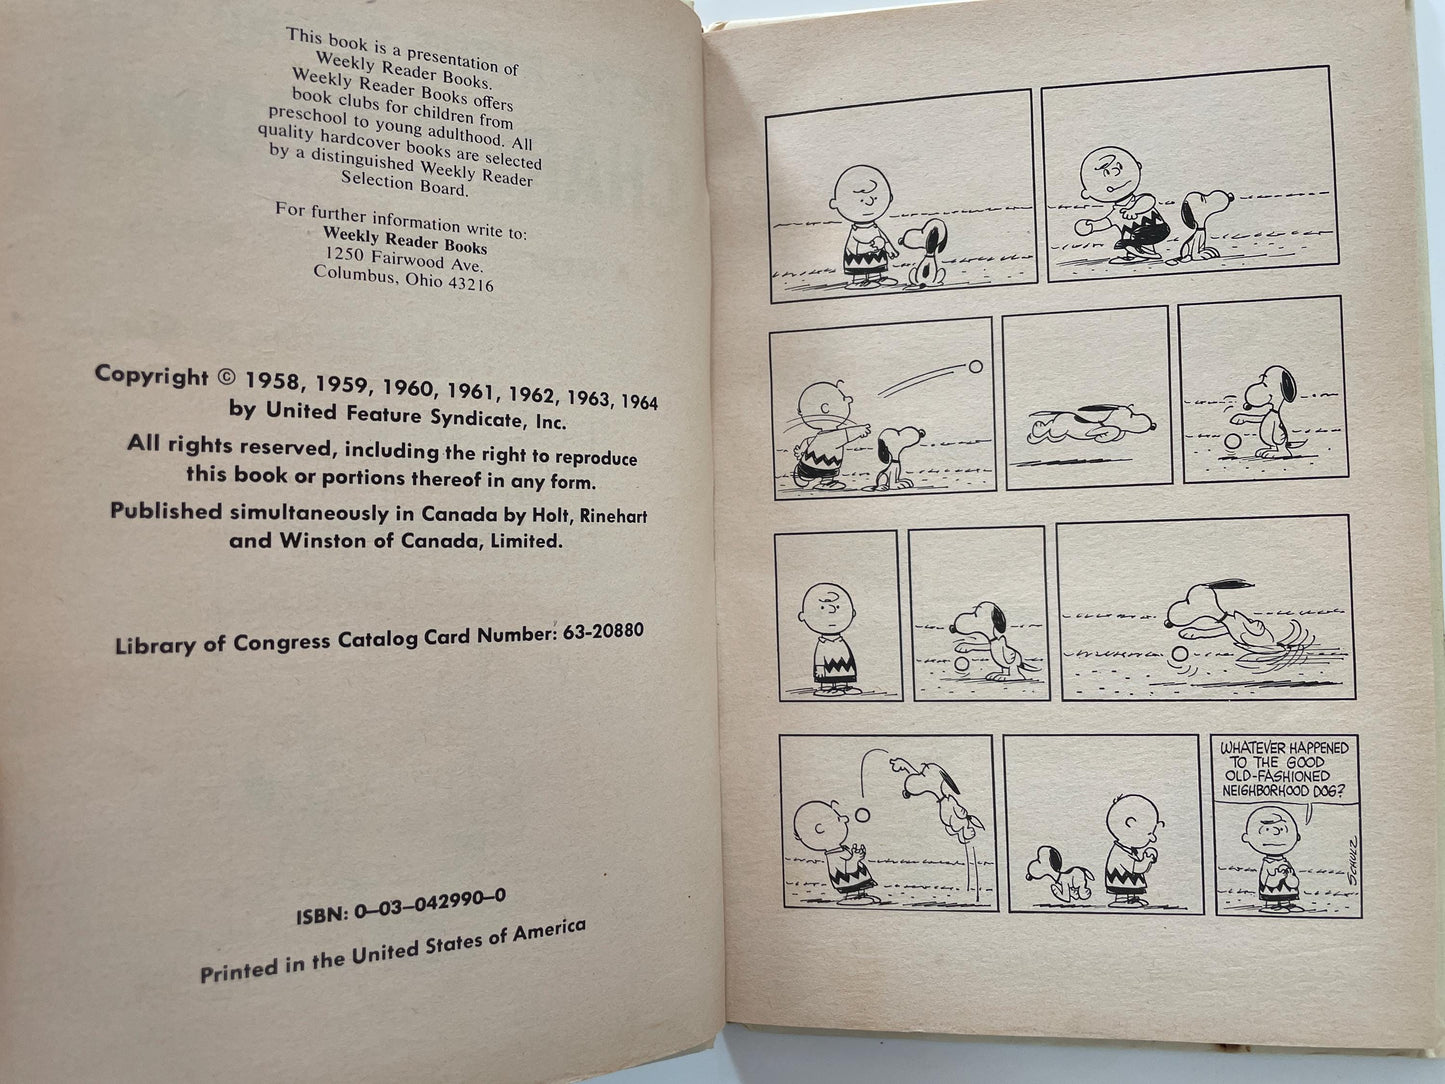 This book is a presentation of
Weekly Reader Books.
Weekly Reader Books offers
book clubs for children from
preschool to young adulthood. All
quality hardcover books are selected
by a distinguished Weekly Reader
Selection Board.
For further information write to:
Weekly Reader Books
1250 Fairwood Ave.
Columbus, Ohio 43216
Copyright © 1958, 1959, 1960, 1961, 1962, 1963, 1964
by United Feature Syndicate, Inc.
All rights reserved, including the right to reproduce
this book or portions thereof in any form.
Published simultaneously in Canada by Holt, Rinehart
and Winston of Canada, Limited.
Library of Congress Catalog Card Number: 63-20880
ISBN: 0-03-042990-0
Printed in the United States of America
WHATEVER HAPPENED
TO THE GOOD
OLD-FASHIONED
NEIGHBORHOOD DOG?
SCHULZ